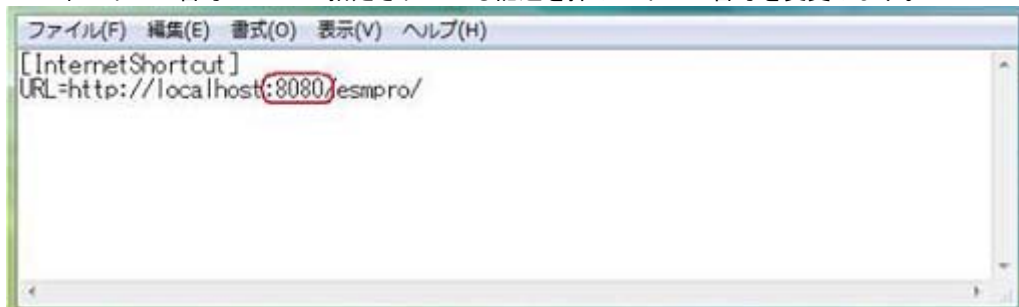 ファイル(F) 編集(E) 書式(O) 表示(V) ヘルプ(H)
[InternetShortcut]
URL=http://localhost:8080/esmpro/